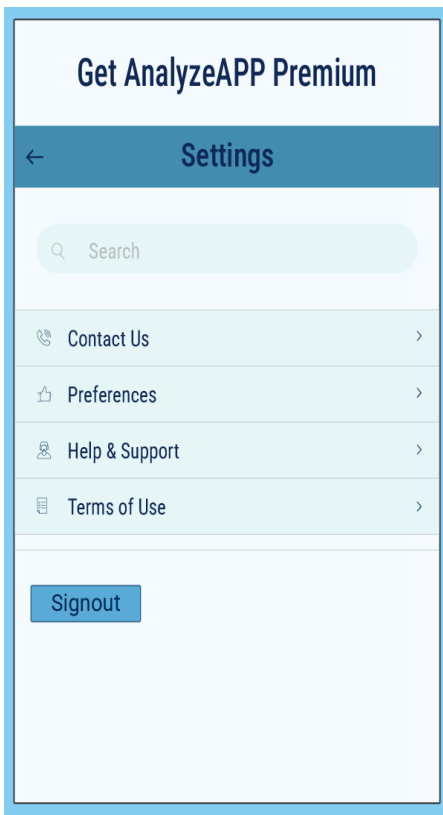 Get AnalyzeAPP Premium
Settings
Search
Contact Us
Preferences
Help & Support
Terms of Use
Signout